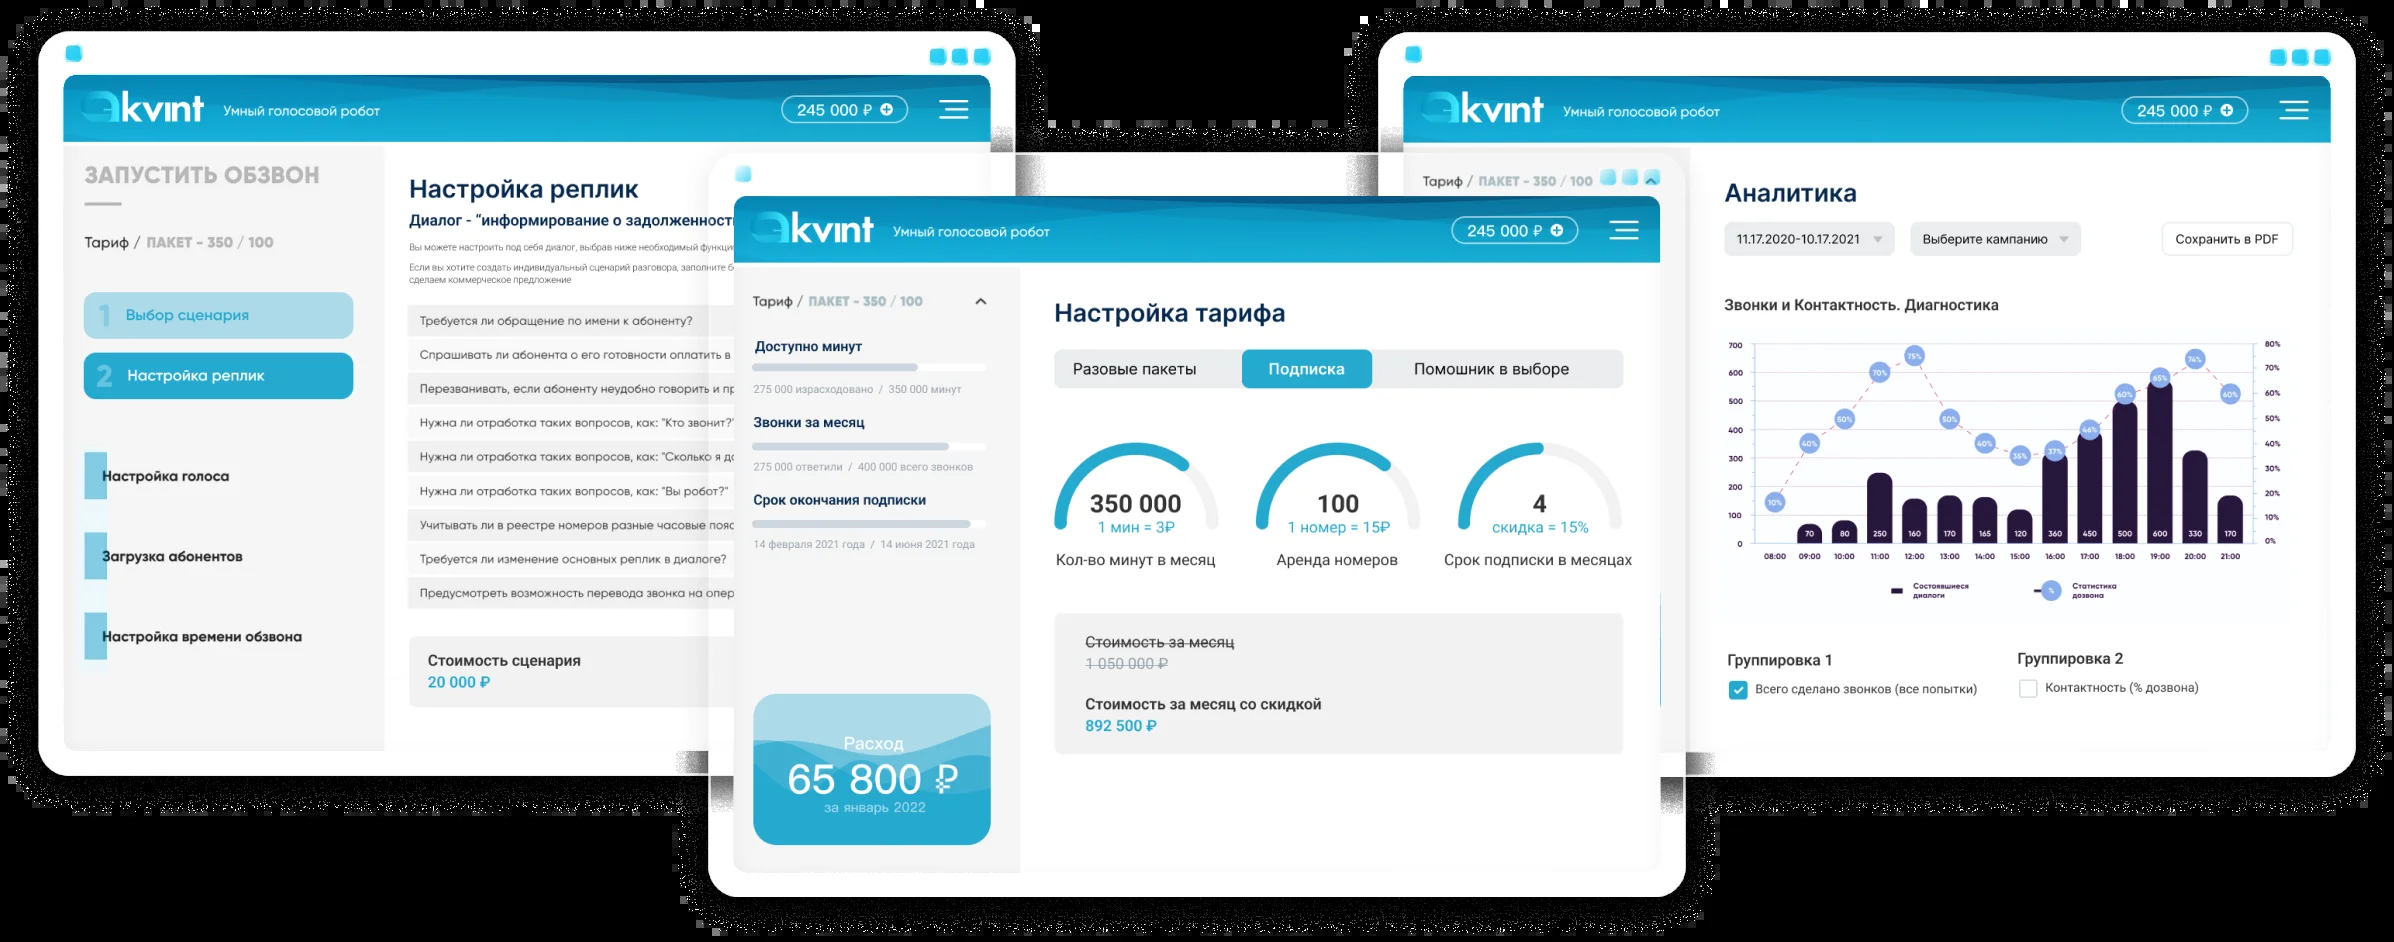 kvint
Умный голосовой робот
245 000 ₽
ЗАПУСТИТЬ ОБЗВОН
Тариф / ПАКЕТ - 350 / 100
1 Выбор сценария
2 Настройка реплик
Настройка голоса
Загрузка абонентов
Настройка времени обзвона
Настройка реплик
Диалог - “информирование о задолженност
Вы можете настроить под себя диалог, выбрав ниже необходимый функци
Если вы хотите создать индивидуальный сценарий разговора, заполните
сделаем коммерческое предложение
Требуется ли обращение по имени к абоненту?
Спрашивать ли абонента о его готовности оплатить в
Перезванивать, если абоненту неудобно говорить и пр
Нужна ли отработка таких вопросов, как: "Кто звонит?"
Нужна ли отработка таких вопросов, как: "Сколько я до
Нужна ли отработка таких вопросов, как: "Вы робот?"
Учитывать ли в реестре номеров разные часовые пояс
Требуется ли изменение основных реплик в диалоге?
Предусмотреть возможность перевода звонка на опер
Стоимость сценария
20 000 ₽
kvint
Умный голосовой робот
245 000 ₽
Тариф / ПАКЕТ - 350 / 100
Доступно минут
275 000 израсходовано / 350 000 минут
Звонки за месяц
275 000 ответили / 400 000 всего звонков
Срок окончания подписки
14 февраля 2021 года / 14 июня 2021 года
Расход
65 800 ₽
за январь 2022
Настройка тарифа
Разовые пакеты
Подписка
Помошник в выборе
350 000
1 мин = 3₽
Кол-во минут в месяц
100
1 номер = 15₽
Аренда номеров
4
скидка = 15%
Срок подписки в месяцах
Стоимость за месяц
1 050 000 ₽
Стоимость за месяц со скидкой
892 500 ₽
kvint
Умный голосовой робот
245 000 ₽
Тариф / ПАКЕТ - 350 / 100
Аналитика
11.17.2020-10.17.2021
Выберите кампанию
Сохранить в PDF
Звонки и Контактность. Диагностика
700
600
500
400
300
200
100
0
80%
70%
60%
50%
40%
30%
20%
10%
0%
10% 40% 50% 70% 75% 50% 40% 35% 37% 46% 60% 65% 74% 60%
70 80 250 160 170 165 120 360 450 500 600 330 170
08:00 09:00 10:00 11:00 12:00 13:00 14:00 15:00 16:00 17:00 18:00 19:00 20:00 21:00
Состоявшиеся
диалоги
%
Статистика
дозвона
Группировка 1
Всего сделано звонков (все попытки)
Группировка 2
Контактность (% дозвона)